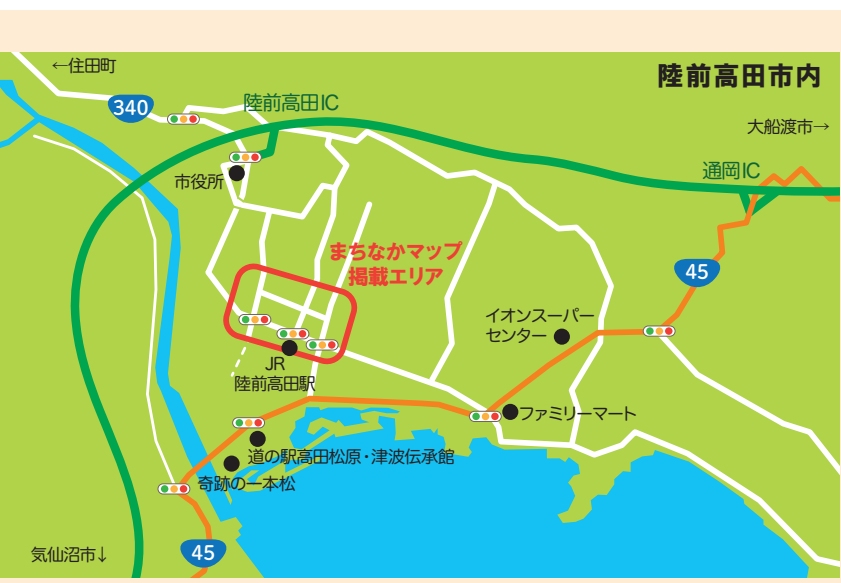 ←住田町
陸前高田市内
340
陸前高田IC
大船渡市→
市役所
通岡IC
まちなかマップ
掲載エリア
45
イオンスーパー
センター
JR
陸前高田駅
ファミリーマート
道の駅高田松原・津波伝承館
奇跡の一本松
気仙沼市↓
45